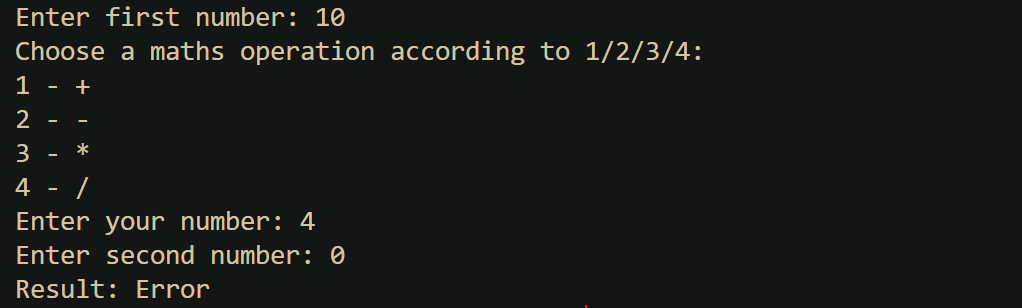 Enter first number: 10
Choose a maths operation according to 1/2/3/4:
1 - +
2 - -
3 - *
4 - /
Enter your number: 4
Enter second number: 0
Result: Error